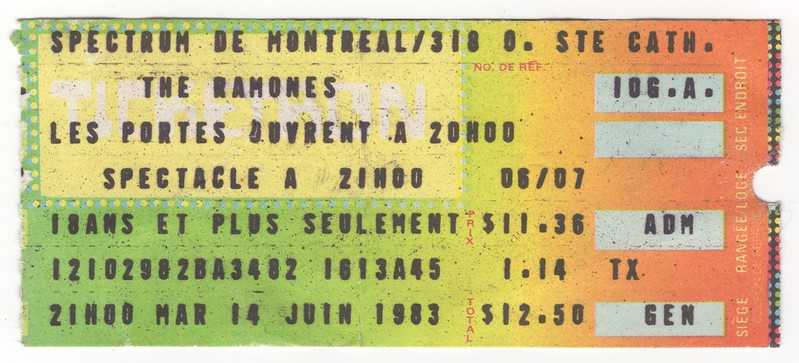 SPECTRUM DE MONTREAL/318 O. STE CATH.
NO. DE REF.
THE RAMONES IOG.A.
TICKETRON
LES PORTES OUVRENT A 20H00
SPECTACLE A 21H00 06/07
18ANS ET PLUS SEULEMENT PRIX $11.36 ADM
12102982BA3482 1613A45 1.14 TX
21H00 MAR 14 JUIN 1983 TOTAL $12.50 GEN
SIEGE RANGEE-LOGE SEC. ENDROIT